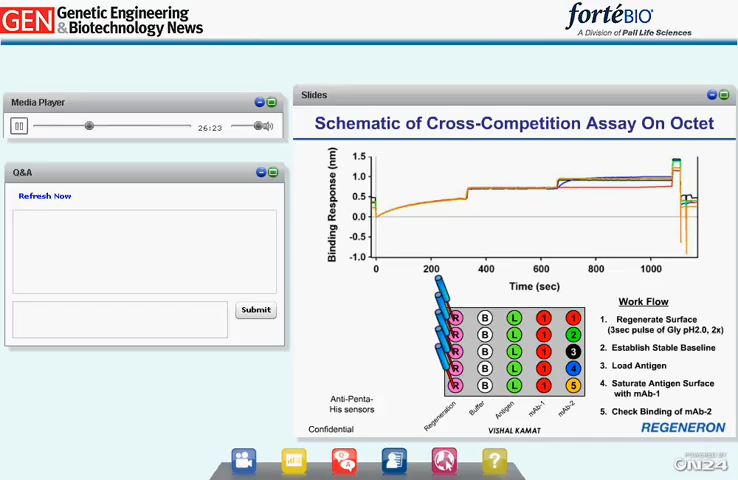 GEN Genetic Engineering
& Biotechnology News
fortéBIO®
A Division of Pall Life Sciences
Media Player
26:23
Q&A
Refresh Now
Submit
Slides
Schematic of Cross-Competition Assay On Octet
Binding Response (nm)
1.5
1.0
0.5
0.0
-0.5
-1.0
0 200 400 600 800 1000
Time (sec)
R B L 1 1
R B L 1 2
R B L 1 3
R B L 1 4
R B L 1 5
Regeneration
Buffer
Antigen
mAb-1
mAb-2
Anti-Penta-
His sensors
Work Flow
1. Regenerate Surface
(3sec pulse of Gly pH2.0, 2x)
2. Establish Stable Baseline
3. Load Antigen
4. Saturate Antigen Surface
with mAb-1
5. Check Binding of mAb-2
Confidential
VISHAL KAMAT
REGENERON
Q
A
?
POWERED BY
ON24